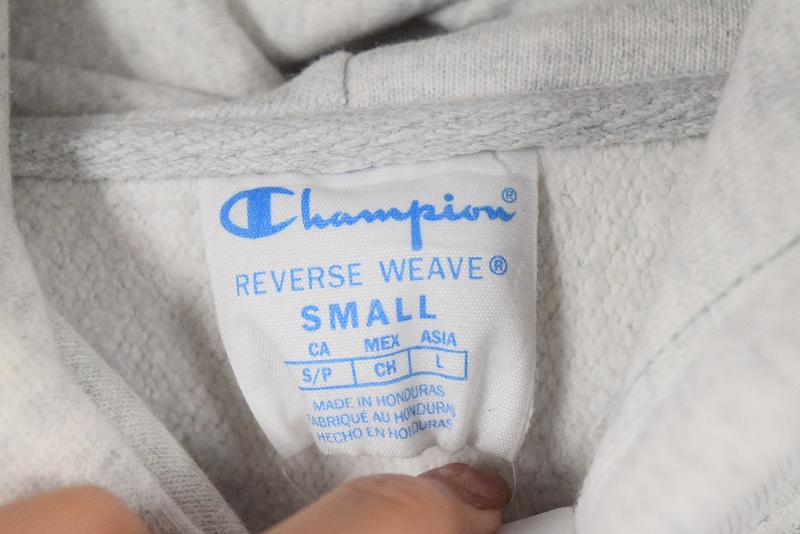 Champion®
REVERSE WEAVE®
SMALL
CA MEX ASIA
S/P CH L
MADE IN HONDURAS
FABRIQUÉ AU HONDURAS
HECHO EN HONDURAS